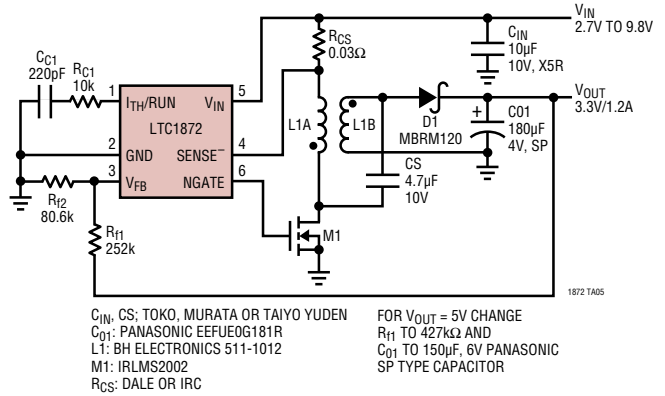 V_IN
2.7V TO 9.8V
C_IN
10µF
10V, X5R
R_CS
0.03Ω
C_C1
220pF
R_C1
10k
1
I_TH/RUN
V_IN
5
LTC1872
2
GND
SENSE⁻
4
3
V_FB
NGATE
6
L1A
L1B
D1
MBRM120
V_OUT
3.3V/1.2A
+
C01
180µF
4V, SP
CS
4.7µF
10V
R_f2
80.6k
R_f1
252k
M1
1872 TA05
C_IN, CS; TOKO, MURATA OR TAIYO YUDEN
C_01: PANASONIC EEFUE0G181R
L1: BH ELECTRONICS 511-1012
M1: IRLMS2002
R_CS: DALE OR IRC
FOR V_OUT = 5V CHANGE
R_f1 TO 427kΩ AND
C_01 TO 150µF, 6V PANASONIC
SP TYPE CAPACITOR